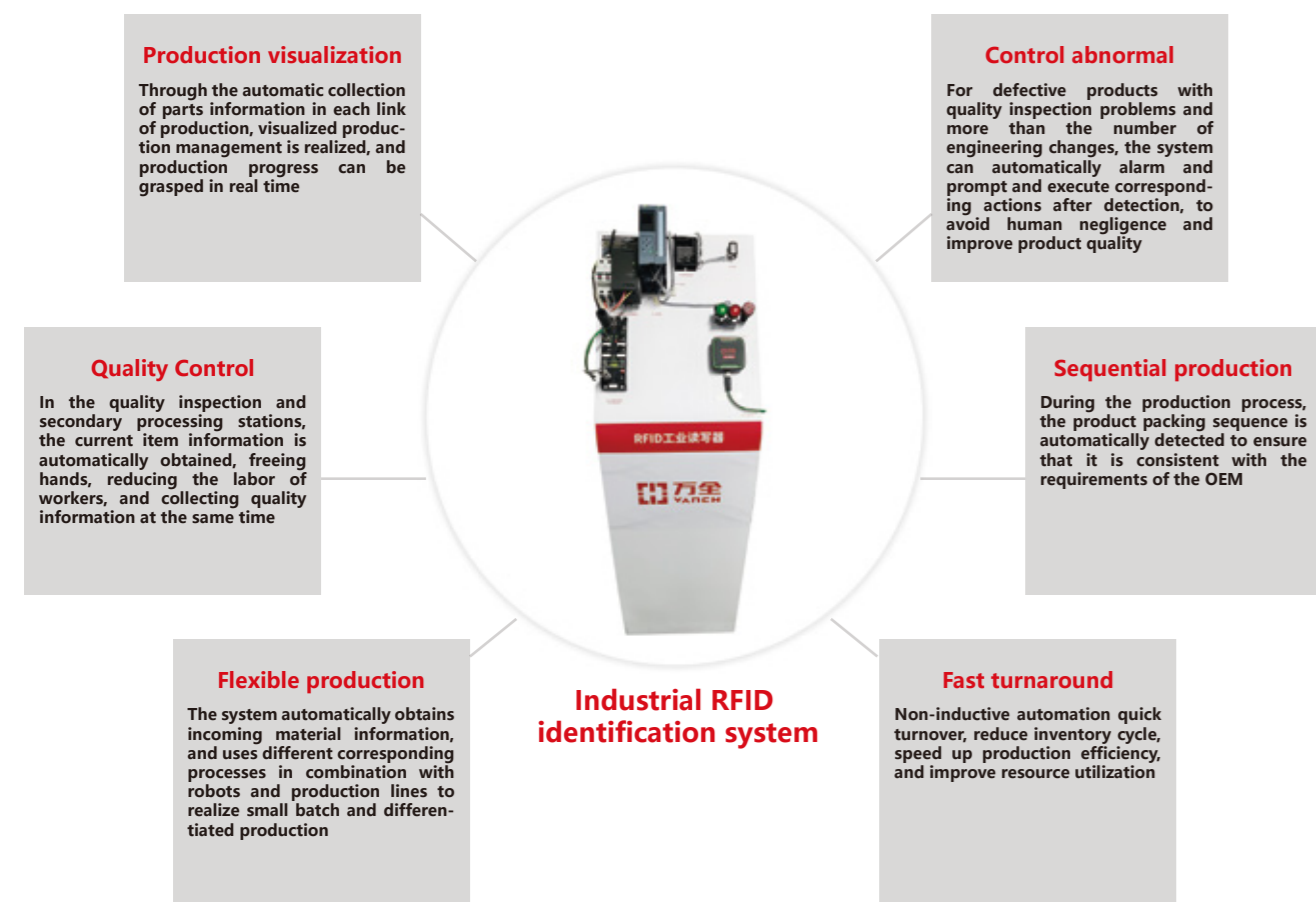 Production visualization
Through the automatic collection
of parts information in each link
of production, visualized produc-
tion management is realized, and
production progress can be
grasped in real time
Control abnormal
For defective products with
quality inspection problems and
more than the number of
engineering changes, the system
can automatically alarm and
prompt and execute correspond-
ing actions after detection, to
avoid human negligence and
improve product quality
Quality Control
In the quality inspection and
secondary processing stations,
the current item information is
automatically obtained, freeing
hands, reducing the labor of
workers, and collecting quality
information at the same time
Sequential production
During the production process,
the product packing sequence is
automatically detected to ensure
that it is consistent with the
requirements of the OEM
RFID工业读写器
万全
VANCH
Flexible production
The system automatically obtains
incoming material information,
and uses different corresponding
processes in combination with
robots and production lines to
realize small batch and differen-
tiated production
Industrial RFID
identification system
Fast turnaround
Non-inductive automation quick
turnover, reduce inventory cycle,
speed up production efficiency,
and improve resource utilization